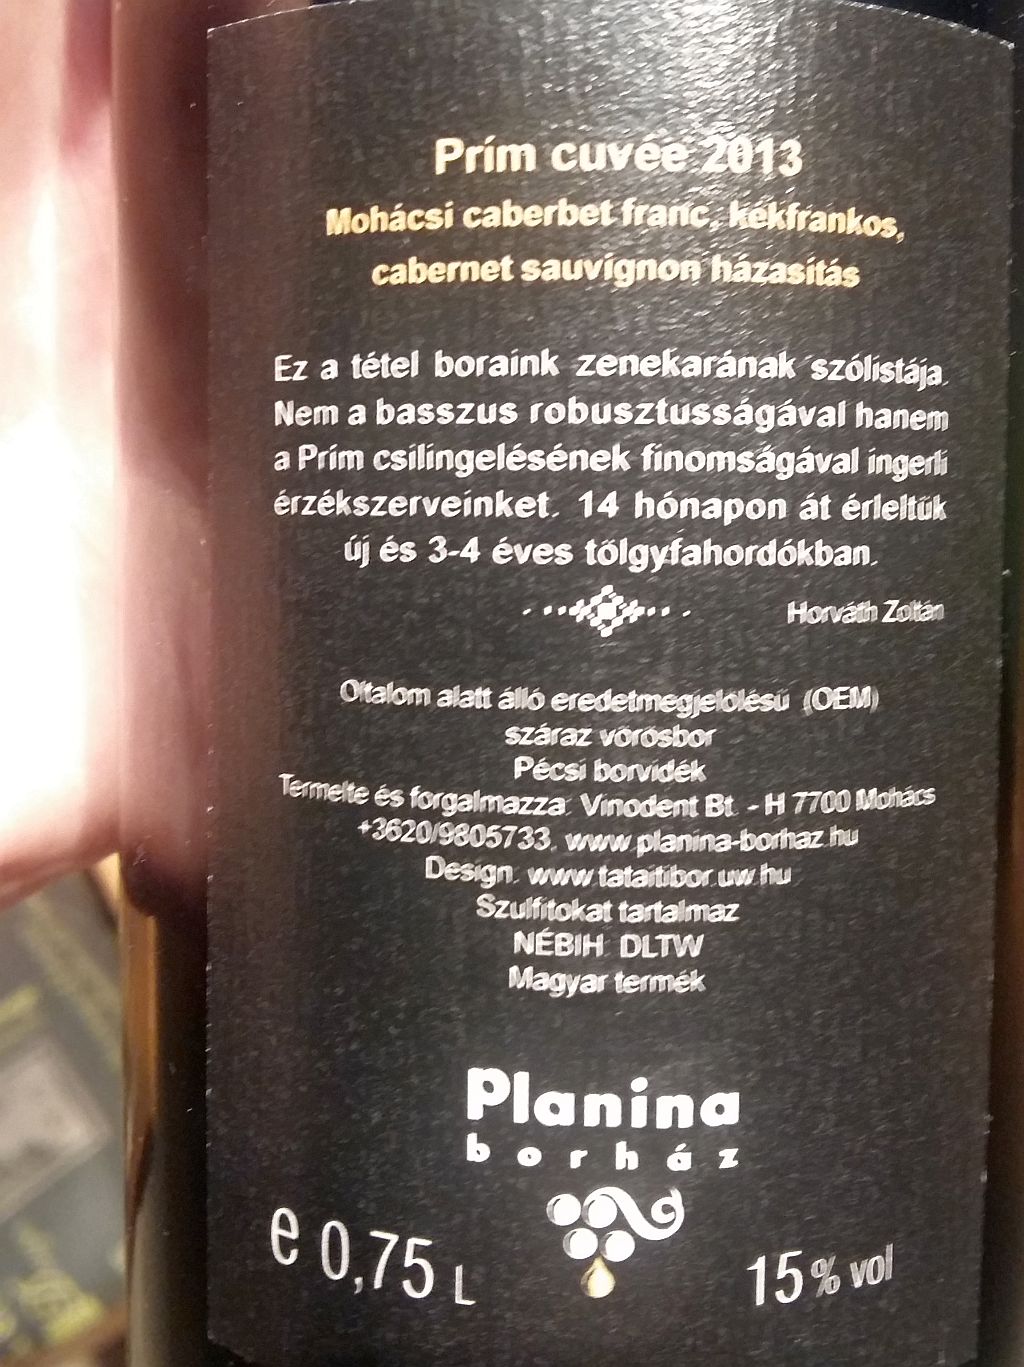 Prím cuvée 2013
Mohácsi caberbet franc, kékfrankos,
cabernet sauvignon házasítás
Ez a tétel boraink zenekarának szólistája.
Nem a basszus robusztusságával hanem
a Prím csilingelésének finomságával ingerli
érzékszerveinket. 14 hónapon át érleltük
új és 3-4 éves tölgyfahordókban.
Horváth Zoltán
Oltalom alatt álló eredetmegjelölésű (OEM)
száraz vörösbor
Pécsi borvidék
Termelte és forgalmazza: Vinodent Bt. - H 7700 Mohács
+3620/9805733, www.planina-borhaz.hu
Design: www.tataitibor.uw.hu
Szulfitokat tartalmaz
NÉBIH DLTW
Magyar termék
Planina
borház
e 0,75 L
15% vol